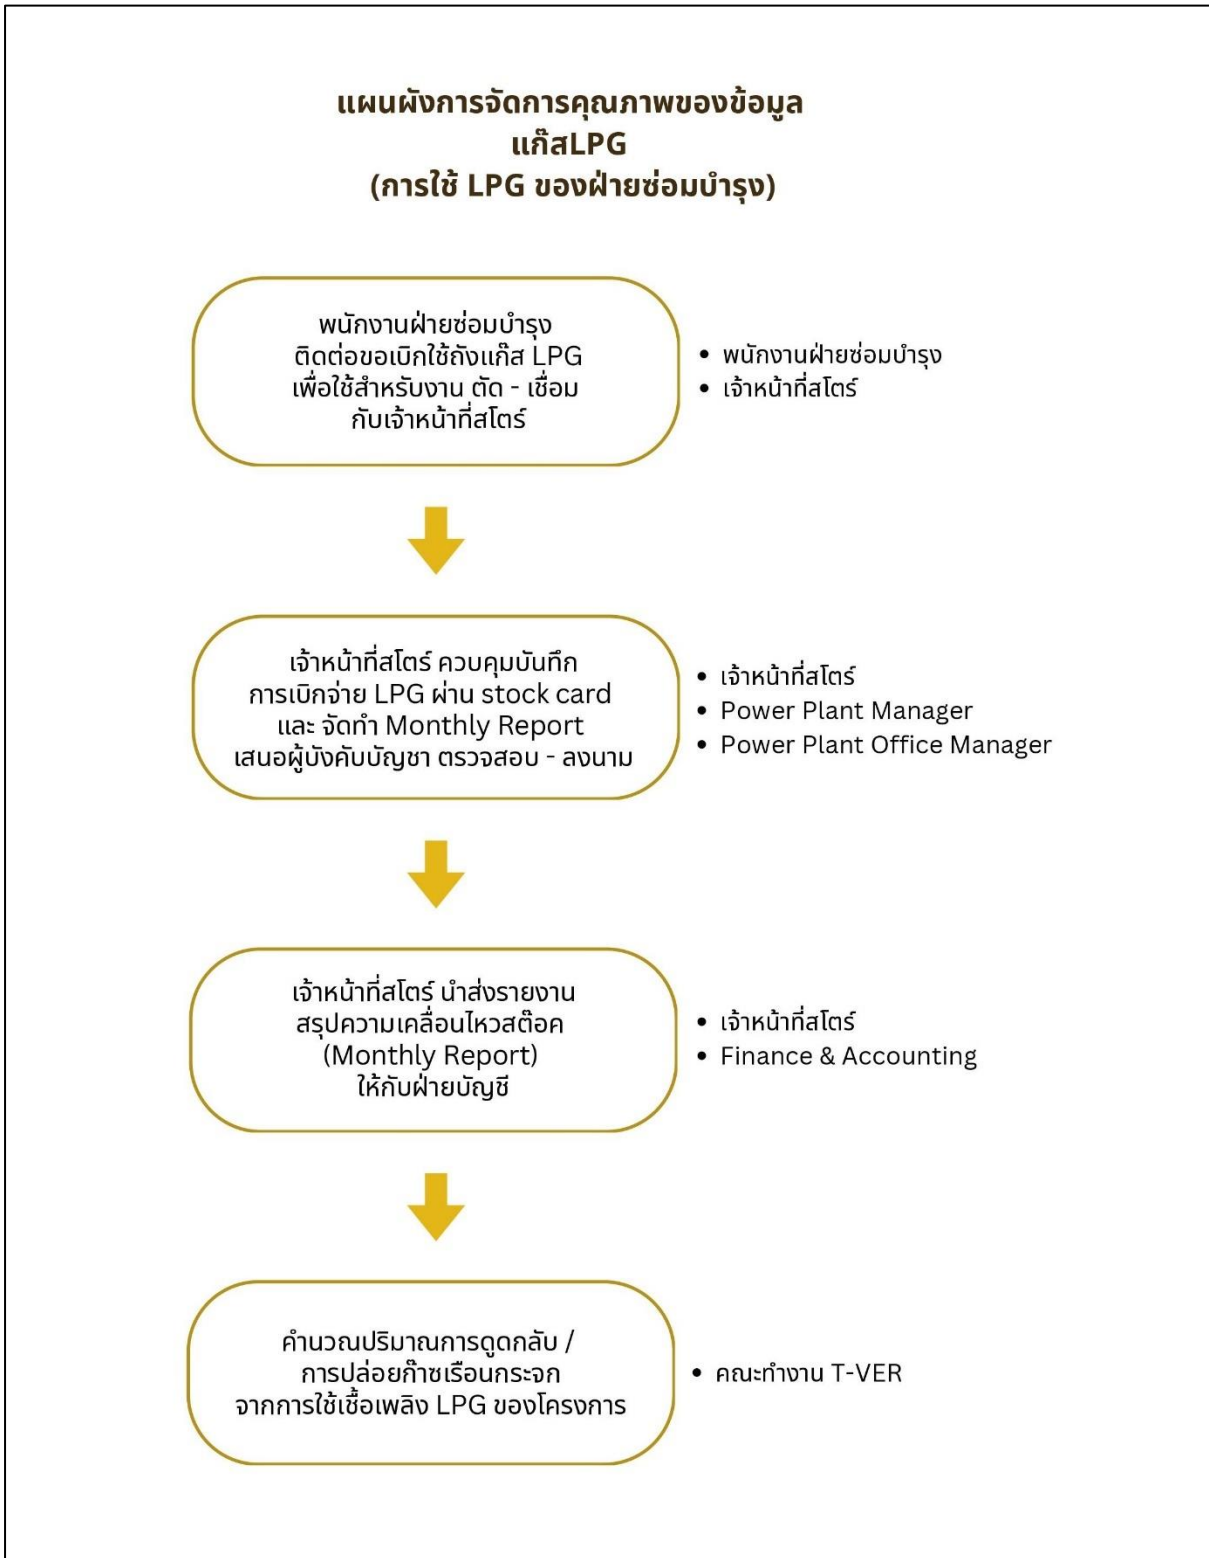 แผนผังการจัดการคุณภาพของข้อมูล
แก๊สLPG
(การใช้ LPG ของฝ่ายซ่อมบำรุง)
พนักงานฝ่ายซ่อมบำรุง
ติดต่อขอเบิกใช้ถังแก๊ส LPG
เพื่อใช้สำหรับงาน ตัด - เชื่อม
กับเจ้าหน้าที่สโตร์
• พนักงานฝ่ายซ่อมบำรุง
• เจ้าหน้าที่สโตร์
เจ้าหน้าที่สโตร์ ควบคุมบันทึก
การเบิกจ่าย LPG ผ่าน stock card
และ จัดทำ Monthly Report
เสนอผู้บังคับบัญชา ตรวจสอบ - ลงนาม
• เจ้าหน้าที่สโตร์
• Power Plant Manager
• Power Plant Office Manager
เจ้าหน้าที่สโตร์ นำส่งรายงาน
สรุปความเคลื่อนไหวสต๊อค
(Monthly Report)
ให้กับฝ่ายบัญชี
• เจ้าหน้าที่สโตร์
• Finance & Accounting
คำนวณปริมาณการดูดกลับ /
การปล่อยก๊าซเรือนกระจก
จากการใช้เชื้อเพลิง LPG ของโครงการ
• คณะทำงาน T-VER